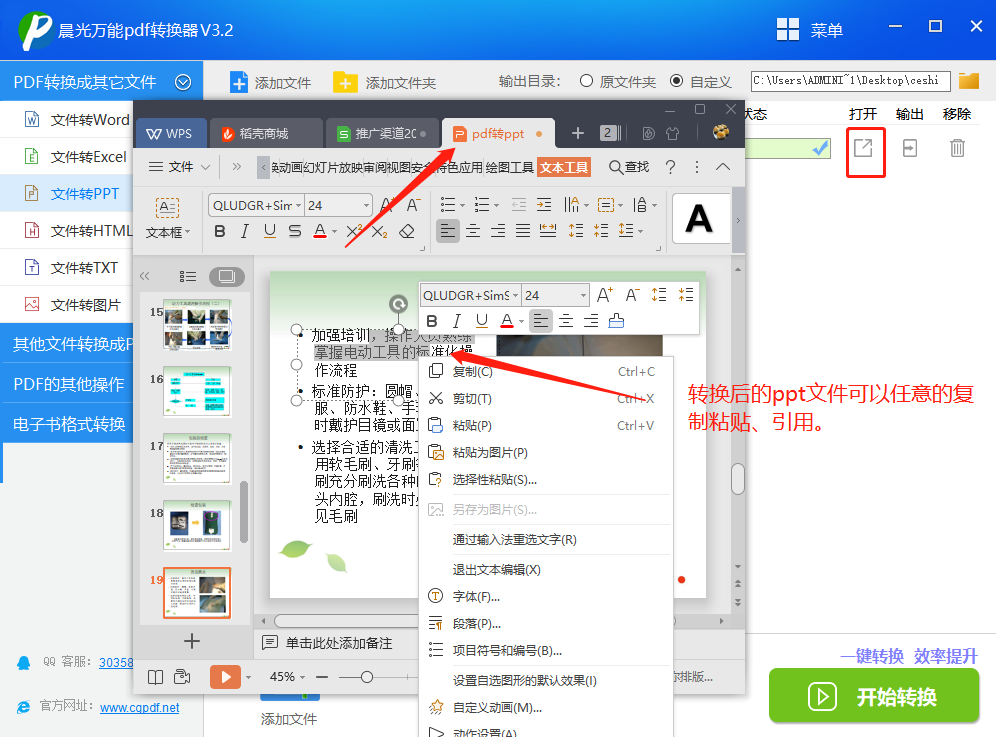 晨光万能pdf转换器V3.2
菜单
PDF转换成其它文件
添加文件
添加文件夹
输出目录:
原文件夹
自定义
C:\Users\ADMINI~1\Desktop\ceshi
文件转Word
文件转Excel
文件转PPT
文件转HTML
文件转TXT
文件转图片
其他文件转换成P
PDF的其他操作
电子书格式转换
QQ 客服: 30358
官方网址: www.cgpdf.net
状态
打开
输出
移除
WPS
稻壳商城
推广渠道20
pdf转ppt
2
文件
动画幻灯片放映审阅视图安全特色应用
绘图工具
文本工具
查找
文本框
QLUDGR+Sim
24
A
B I U S A X² X₂
A
15
16
17
18
19
加强培训，操作人员熟练
掌握电动工具的标准化操
作流程
标准防护：圆帽、
服、防水鞋、手
时戴护目镜或面
选择合适的清洗
用软毛刷、牙刷
刷充分刷洗各种
头内腔，刷洗时
见毛刷
QLUDGR+SimS
24
A⁺ A⁻
B I U A
复制(C) Ctrl+C
剪切(T) Ctrl+X
粘贴(P) Ctrl+V
粘贴为图片(P)
选择性粘贴(S)...
另存为图片(S)...
通过输入法重选文字(R)
退出文本编辑(X)
字体(F)...
段落(P)...
项目符号和编号(B)...
设置自选图形的默认效果(I)
自定义动画(M)...
动作设置(A)
转换后的ppt文件可以任意的复
制粘贴、引用。
单击此处添加备注
45%
排版...
添加文件
一键转换 效率提升
开始转换